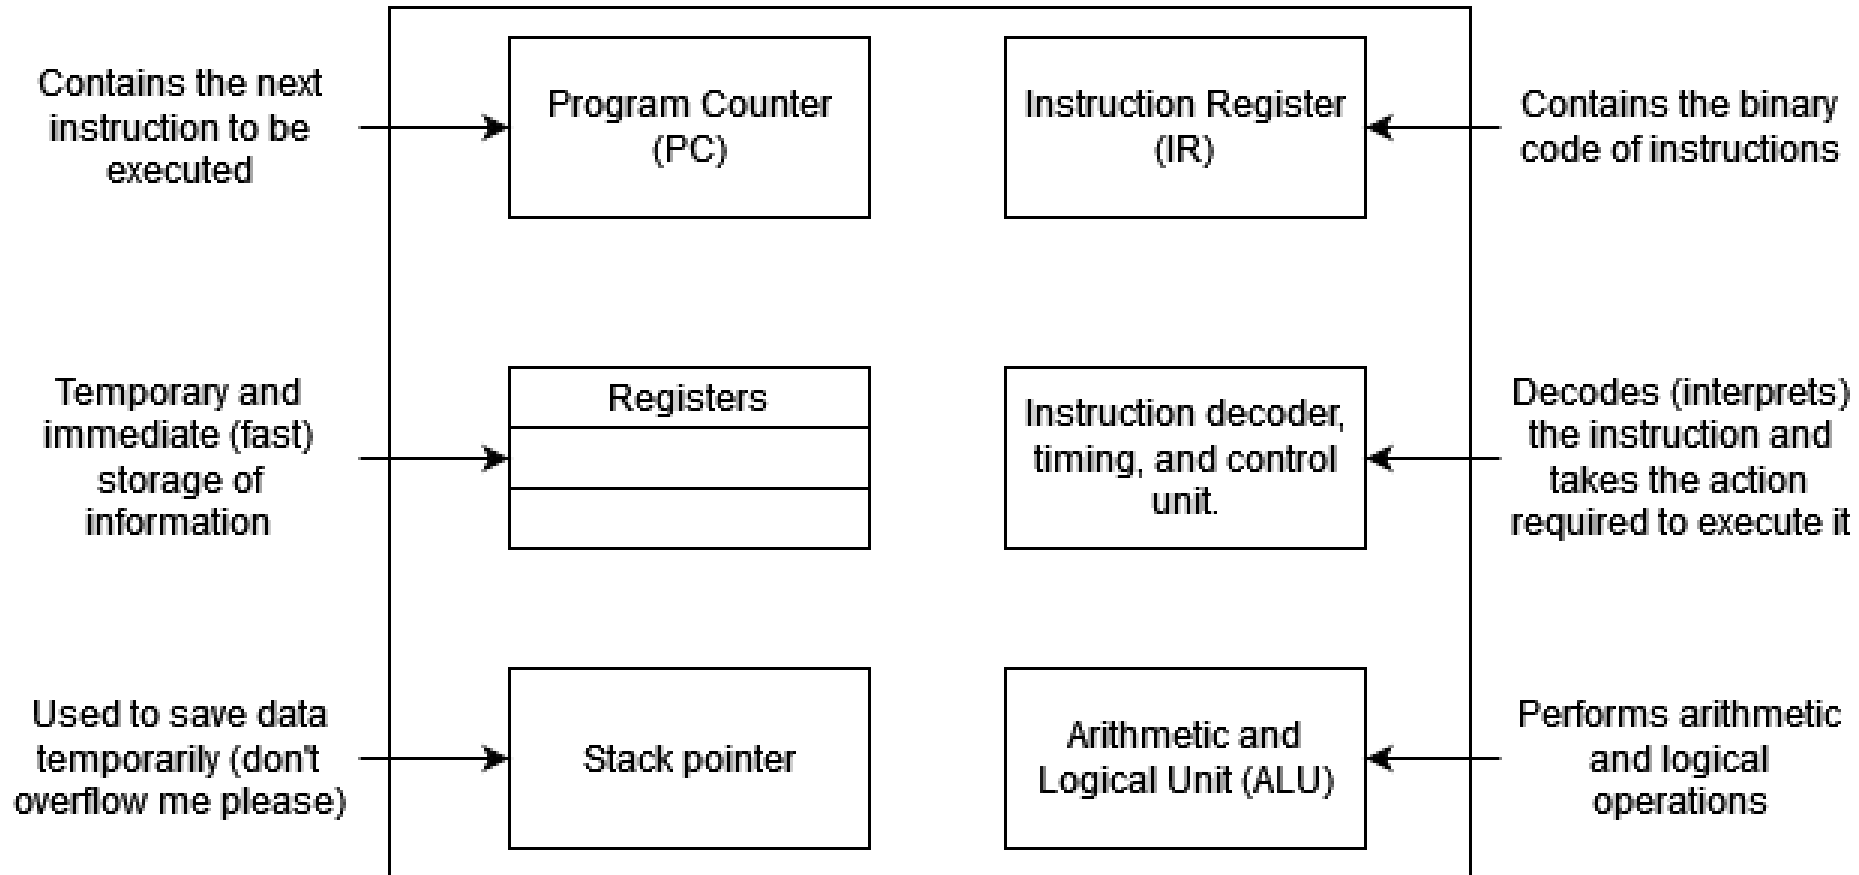 Contains the next
instruction to be
executed
Program Counter
(PC)
Instruction Register
(IR)
Contains the binary
code of instructions
Temporary and
immediate (fast)
storage of
information
Registers
Instruction decoder,
timing, and control
unit.
Decodes (interprets)
the instruction and
takes the action
required to execute it
Used to save data
temporarily (don't
overflow me please)
Stack pointer
Arithmetic and
Logical Unit (ALU)
Performs arithmetic
and logical
operations